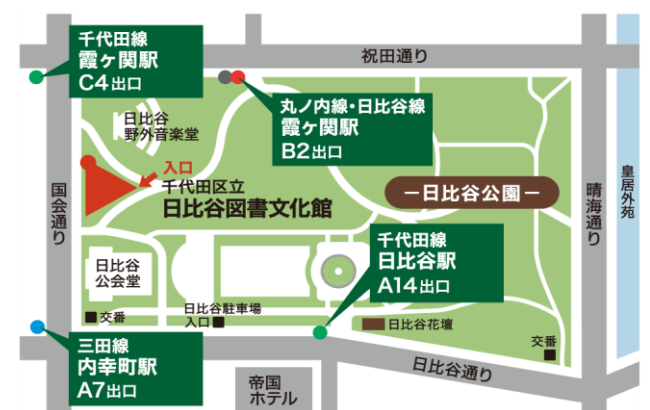 千代田線
霞ヶ関駅
C4出口
祝田通り
丸ノ内線・日比谷線
霞ヶ関駅
B2出口
日比谷
野外音楽堂
入口
千代田区立
日比谷図書文化館
ー日比谷公園ー
国会通り
晴海通り
皇居外苑
千代田線
日比谷駅
A14出口
日比谷
公会堂
交番
日比谷駐車場
入口
日比谷花壇
交番
三田線
内幸町駅
A7出口
日比谷通り
帝国
ホテル